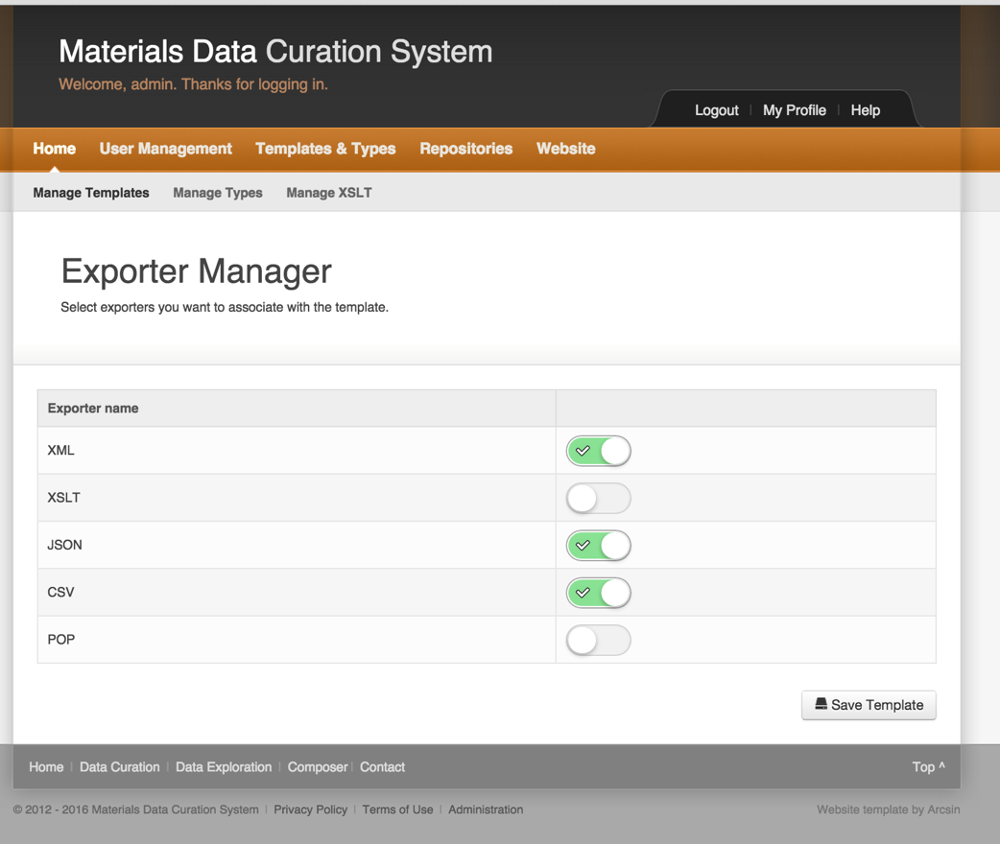 Materials Data Curation System
Welcome, admin. Thanks for logging in.
Logout | My Profile | Help
Home User Management Templates & Types Repositories Website
Manage Templates Manage Types Manage XSLT
Exporter Manager
Select exporters you want to associate with the template.
Exporter name
XML
XSLT
JSON
CSV
POP
Save Template
Home | Data Curation | Data Exploration | Composer | Contact Top ^
© 2012 - 2016 Materials Data Curation System | Privacy Policy | Terms of Use | Administration Website template by Arcsin